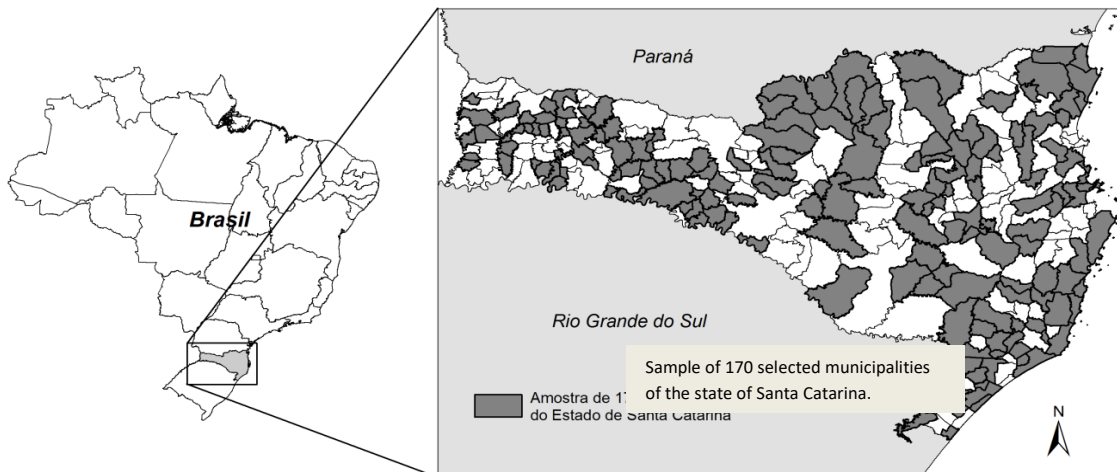 Paraná
Brasil
Rio Grande do Sul
Sample of 170 selected municipalities
of the state of Santa Catarina.
Amostra de 17
do Estado de Santa Catarina
N